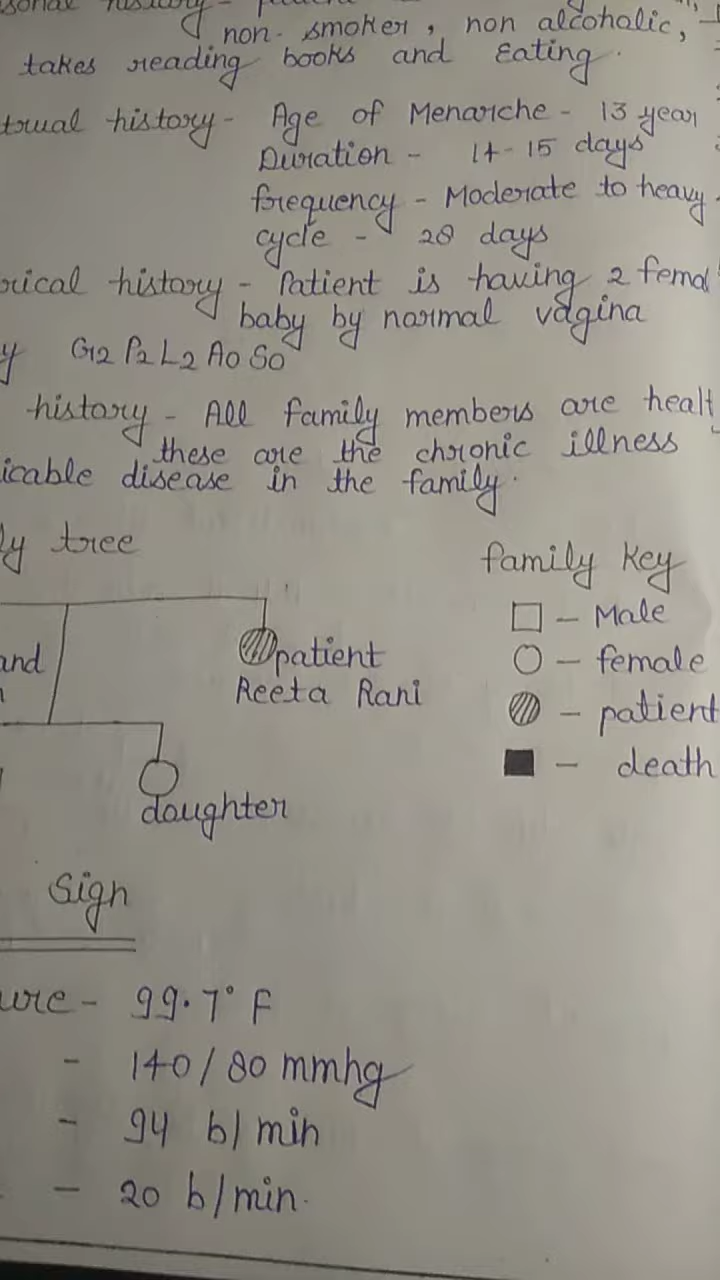 sonal history - patient
non-smoker, non alcoholic,
takes reading books and Eating.
trual history - Age of Menarche - 13 year
Duration - 14-15 days
frequency - Moderate to heavy
cycle - 28 days
rical history - Patient is having 2 femal
baby by normal vagina
y G2 P2 L2 A0 S0
history - All family members are healt
these are the chronic illness
icable disease in the family.
ly tree
family Key
□ - Male
and
patient
○ - female
Reeta Rani
- patient
■ - death
daughter
Sign
ure - 99.7° F
- 140/80 mmhg
- 94 b/min
- 20 b/min.